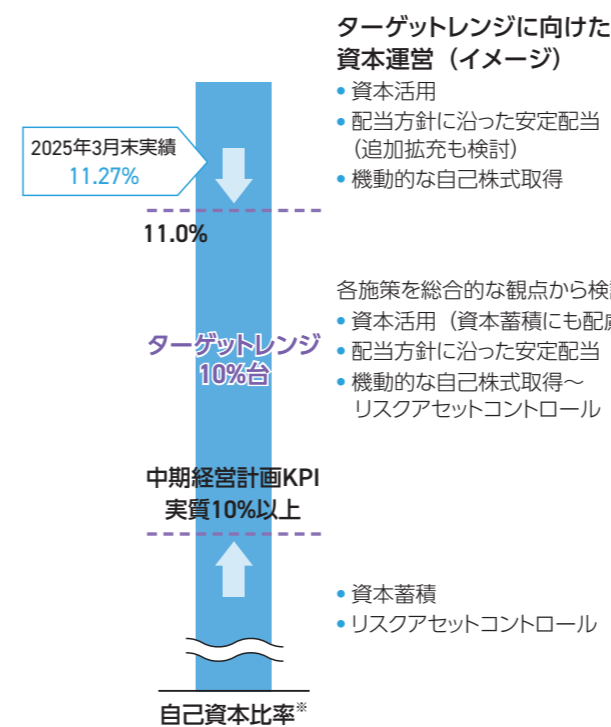 ターゲットレンジに向けた
資本運営（イメージ）
• 資本活用
• 配当方針に沿った安定配当
（追加拡充も検討）
• 機動的な自己株式取得
2025年3月末実績
11.27%
11.0%
各施策を総合的な観点から検
• 資本活用（資本蓄積にも配
ターゲットレンジ
10%台
• 配当方針に沿った安定配当
• 機動的な自己株式取得～
リスクアセットコントロール
中期経営計画KPI
実質10%以上
• 資本蓄積
• リスクアセットコントロール
自己資本比率※